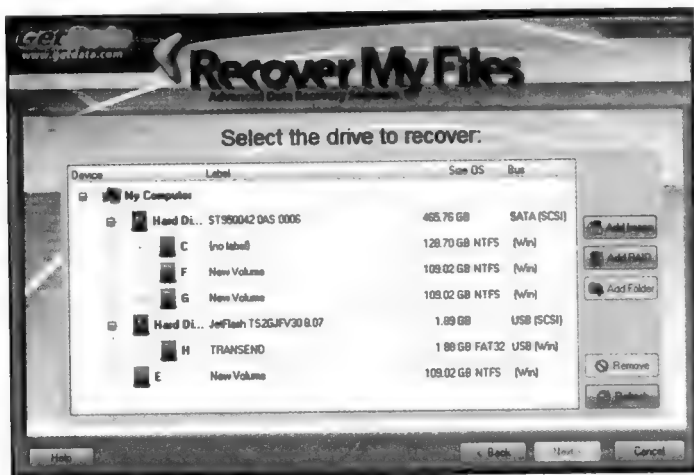 GetData
www.getdata.com
Recover My Files
Advanced Data Recovery
Select the drive to recover:
Device Label Size OS Bus
My Computer
Hard Di... ST950042 0AS 0006 465.76 GB SATA (SCSI)
C (no label) 128.70 GB NTFS (Win)
F New Volume 109.02 GB NTFS (Win)
G New Volume 109.02 GB NTFS (Win)
Hard Di... JetFlash TS2GJFV30 8.07 1.89 GB USB (SCSI)
H TRANSEND 1.88 GB FAT32 USB (Win)
E New Volume 109.02 GB NTFS (Win)
Add Image
Add RAID
Add Folder
Remove
Refresh
Help < Back Next > Cancel